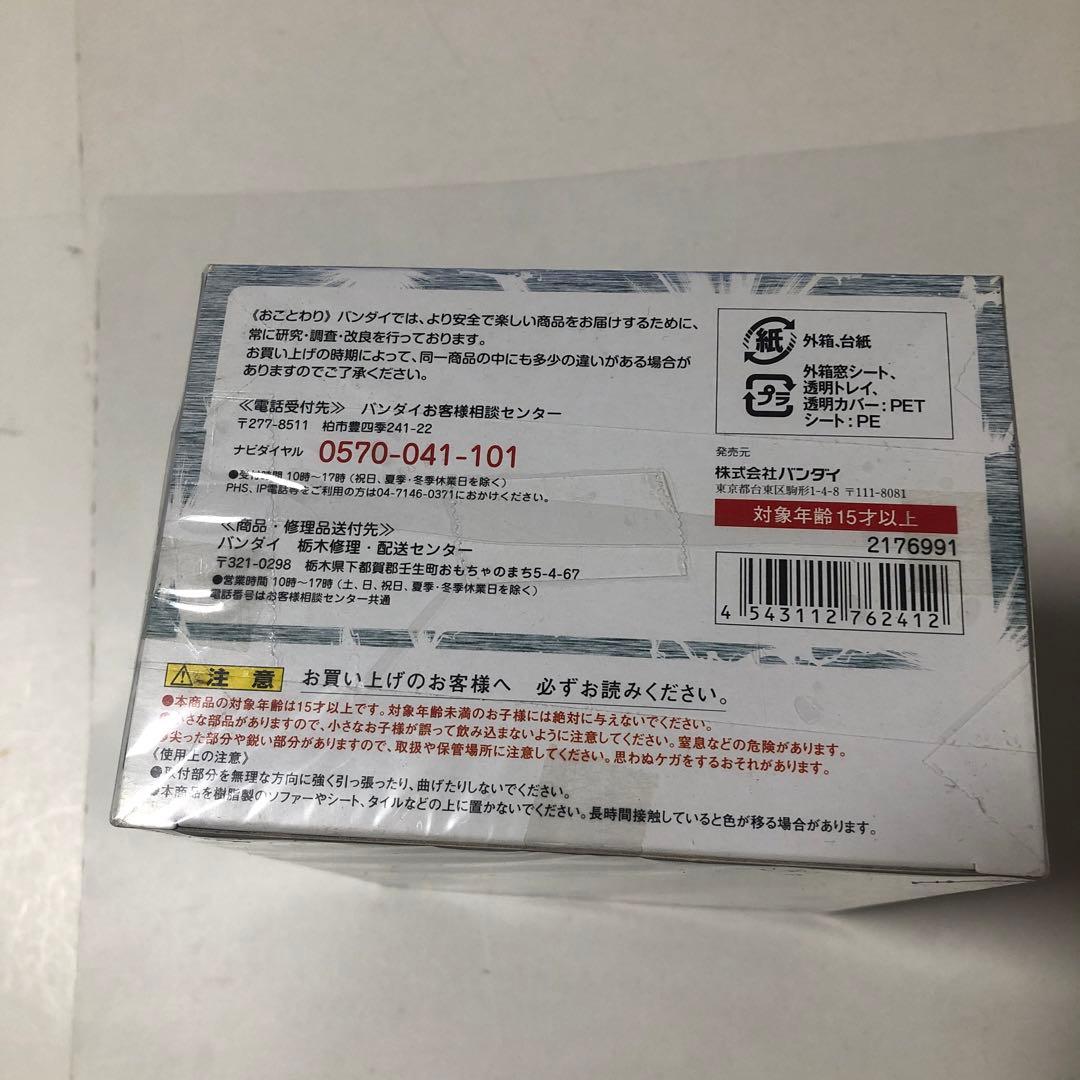 《おことわり》バンダイでは、より安全で楽しい商品をお届けするために、
常に研究・調査・改良を行っております。
お買い上げの時期によって、同一商品の中にも多少の違いがある場合が
ありますのでご了承ください。
≪電話受付先≫ バンダイお客様相談センター
〒277-8511 柏市豊四季241-22
ナビダイヤル 0570-041-101
●受付時間 10時～17時(祝日、夏季・冬季休業日を除く)
PHS、IP電話等をご利用の方は04-7146-0371におかけください。
≪商品・修理品送付先≫
バンダイ 栃木修理・配送センター
〒321-0298 栃木県下都賀郡壬生町おもちゃのまち5-4-67
●営業時間 10時～17時(土、日、祝日、夏季・冬季休業日を除く)
電話番号はお客様相談センター共通
紙 外箱、台紙
プラ 外箱窓シート、
透明トレイ、
透明カバー:PET
シート:PE
発売元
株式会社バンダイ
東京都台東区駒形1-4-8 〒111-8081
対象年齢15才以上
2176991
4 543112 762412
注意 お買い上げのお客様へ 必ずお読みください。
●本商品の対象年齢は15才以上です。対象年齢未満のお子様には絶対に与えないでください。
●小さな部品がありますので、小さなお子様が誤って飲み込まないように注意してください。窒息などの危険があります。
●尖った部分や鋭い部分がありますので、取扱や保管場所に注意してください。思わぬケガをするおそれがあります。
〈使用上の注意〉
●取付部分を無理な方向に強く引っ張ったり、曲げたりしないでください。
●本商品を樹脂製のソファーやシート、タイルなどの上に置かないでください。長時間接触していると色が移る場合があります。